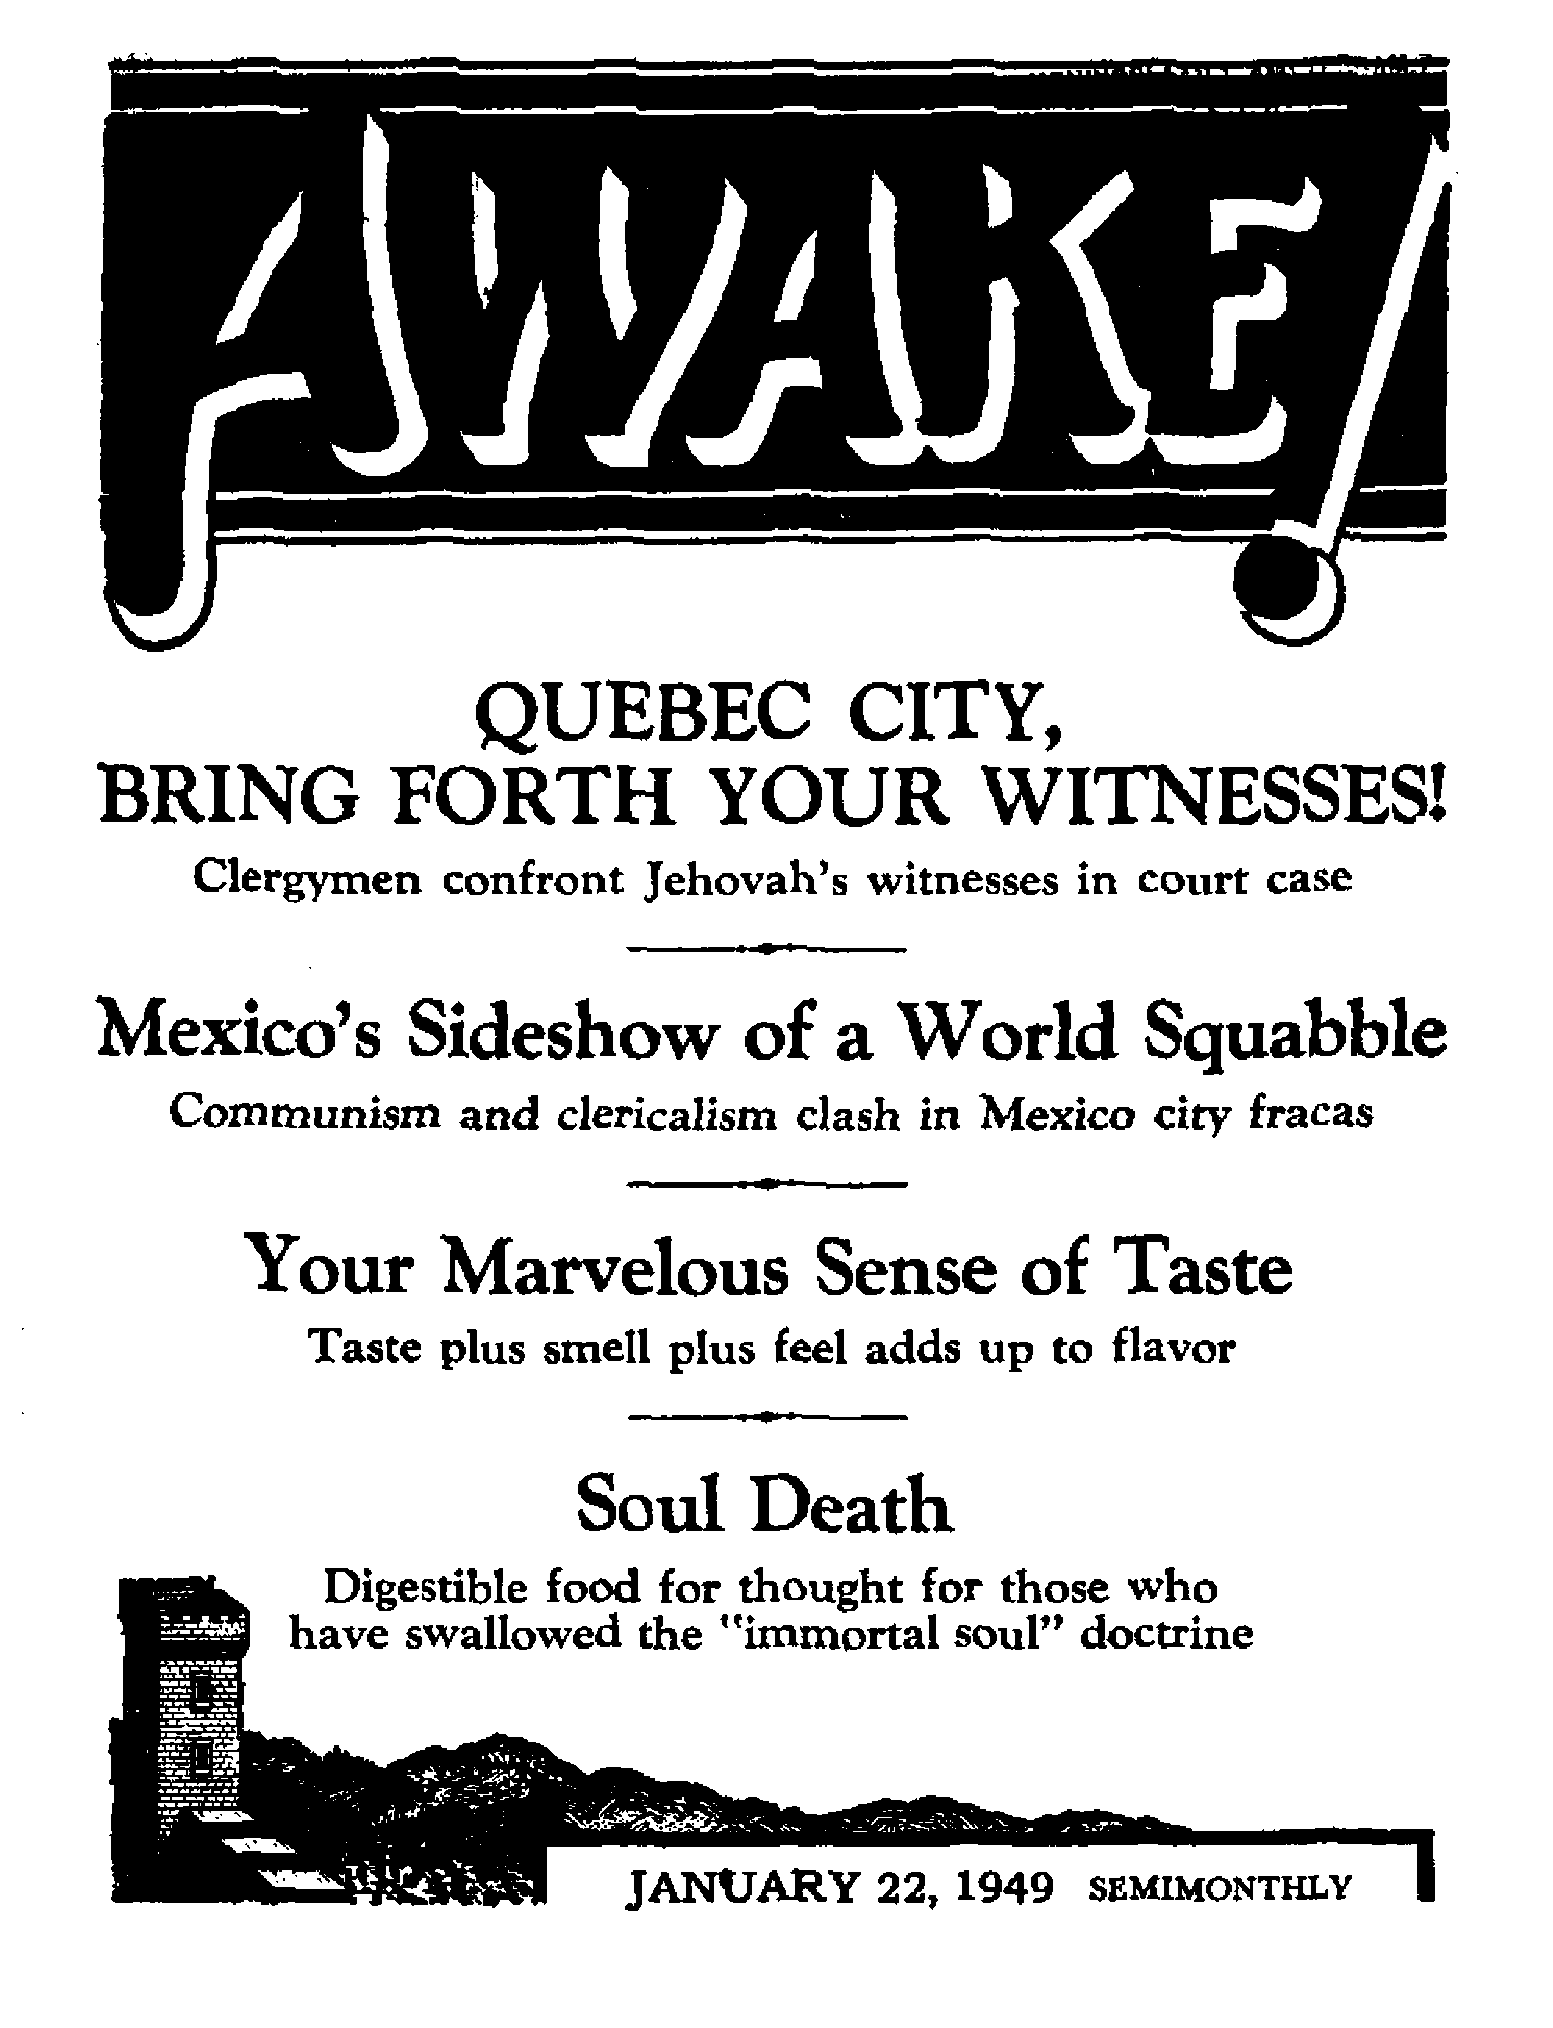 AWAKE!
QUEBEC CITY,
BRING FORTH YOUR WITNESSES!
Clergymen confront Jehovah's witnesses in court case
Mexico's Sideshow of a World Squabble
Communism and clericalism clash in Mexico city fracas
Your Marvelous Sense of Taste
Taste plus smell plus feel adds up to flavor
Soul Death
Digestible food for thought for those who
have swallowed the "immortal soul" doctrine
JANUARY 22, 1949 SEMIMONTHLY